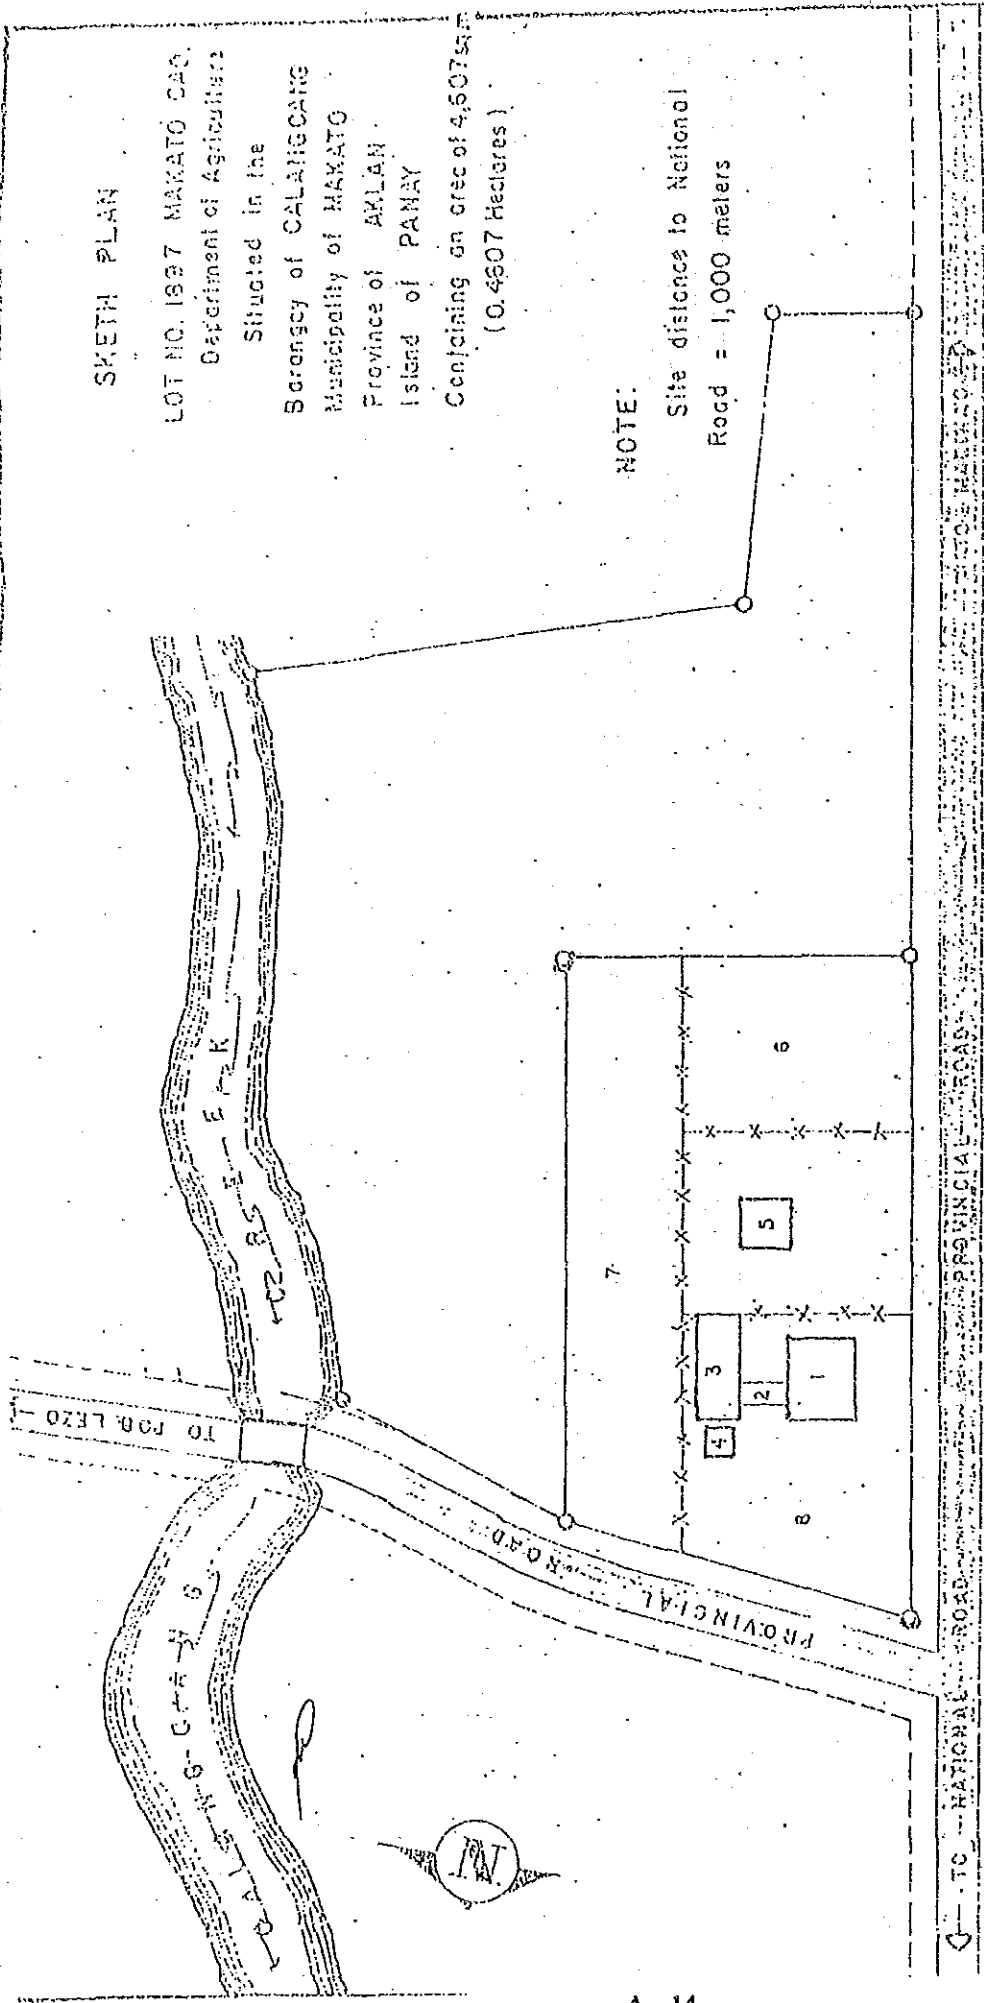 SKETH PLAN
LOT NO. 1897 MAKATO CAD.
Department of Agriculture
Situated in the
Barangay of CALANGCANG
Municipality of MAKATO
Province of AKLAN
Island of PANAY
Containing an area of 4,607 sqm
(0.4607 Hectares)
NOTE:
Site distance to National
Road = 1,000 meters
TO POB. LEZO
CREEK
PROVINCIAL ROAD
N
1
2
3
4
5
6
7
8
TO NATIONAL ROAD
PROVINCIAL ROAD
A-14